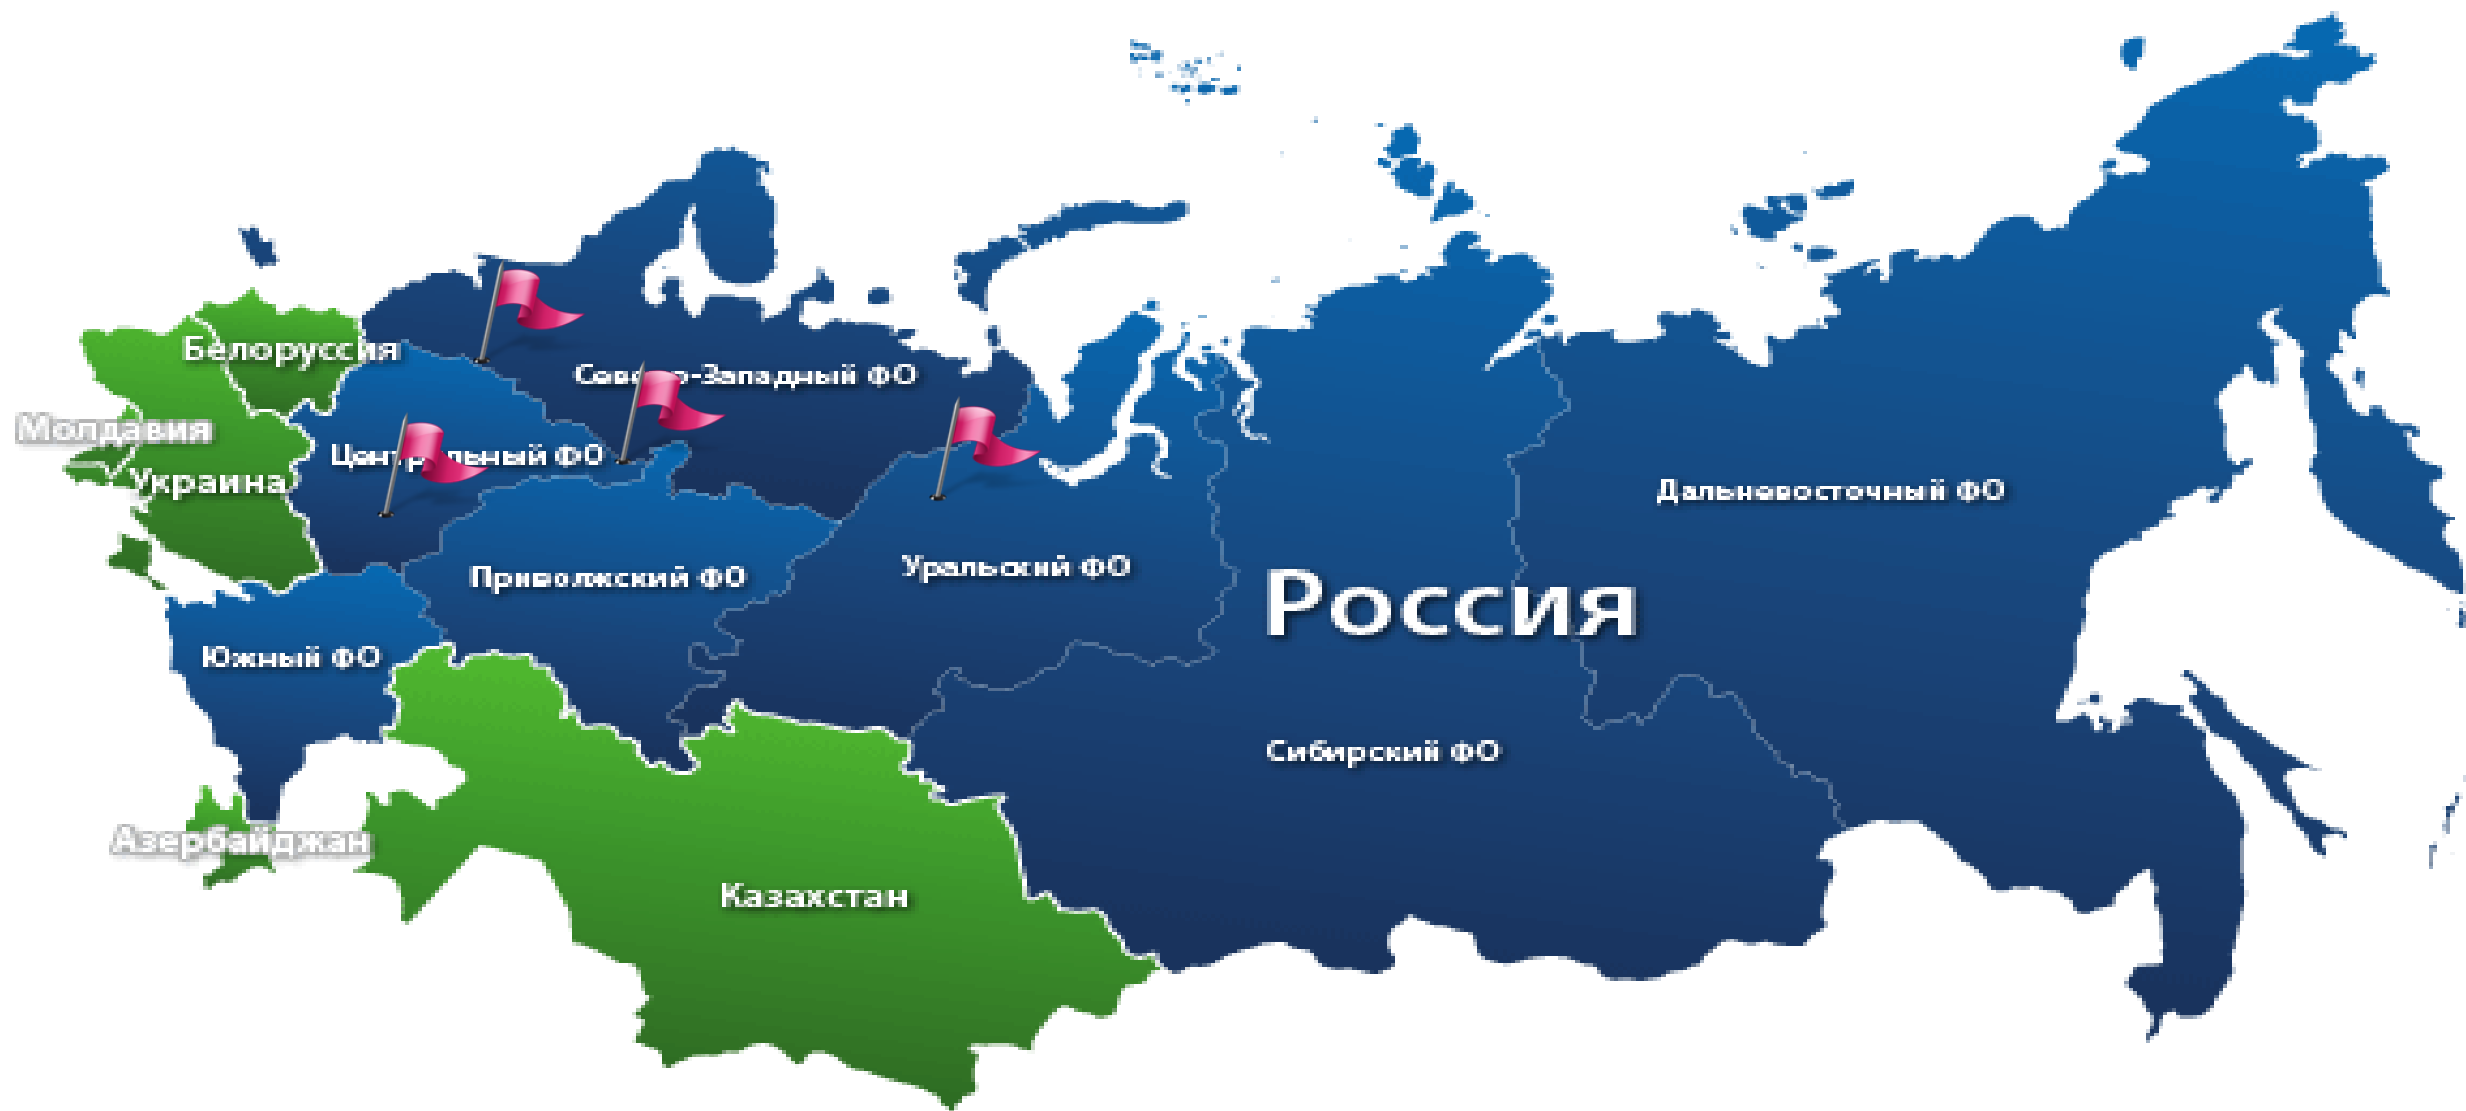 Белоруссия
Северо-Западный ФО
Молдавия
Центральный ФО
Украина
Дальневосточный ФО
Уральский ФО
Приволжский ФО
Россия
Южный ФО
Сибирский ФО
Азербайджан
Казахстан